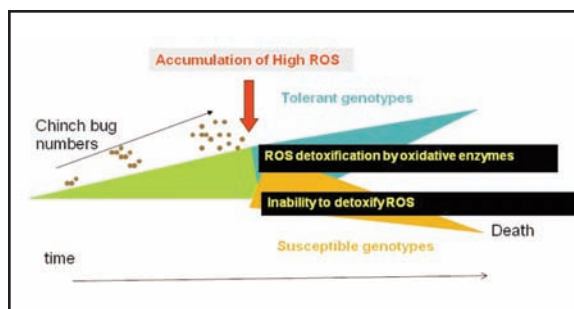 Accumulation of High ROS
Tolerant genotypes
Chinch bug
numbers
ROS detoxification by oxidative enzymes
Inability to detoxify ROS
Death
Susceptible genotypes
time